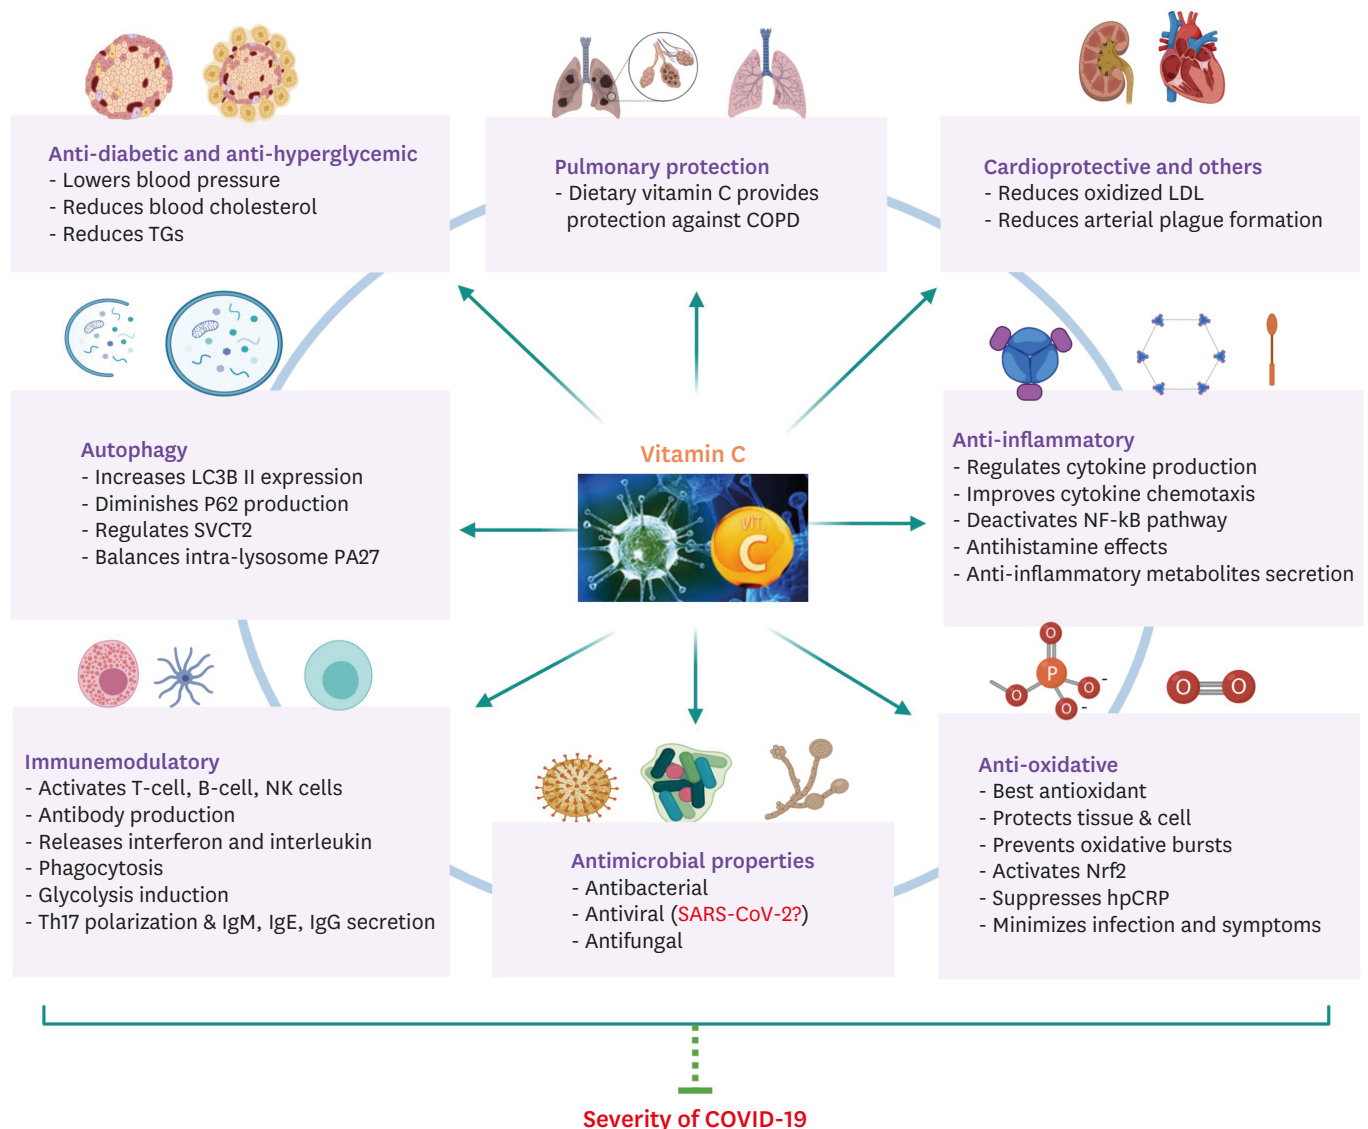 Anti-diabetic and anti-hyperglycemic
- Lowers blood pressure
- Reduces blood cholesterol
- Reduces TGs
Pulmonary protection
- Dietary vitamin C provides
protection against COPD
Cardioprotective and others
- Reduces oxidized LDL
- Reduces arterial plague formation
Autophagy
- Increases LC3B II expression
- Diminishes P62 production
- Regulates SVCT2
- Balances intra-lysosome PA27
Vitamin C
VIT.
C
Anti-inflammatory
- Regulates cytokine production
- Improves cytokine chemotaxis
- Deactivates NF-kB pathway
- Antihistamine effects
- Anti-inflammatory metabolites secretion
Immunemodulatory
- Activates T-cell, B-cell, NK cells
- Antibody production
- Releases interferon and interleukin
- Phagocytosis
- Glycolysis induction
- Th17 polarization & IgM, IgE, IgG secretion
Antimicrobial properties
- Antibacterial
- Antiviral (SARS-CoV-2?)
- Antifungal
O
P
O
O -
O -
O O
Anti-oxidative
- Best antioxidant
- Protects tissue & cell
- Prevents oxidative bursts
- Activates Nrf2
- Suppresses hpCRP
- Minimizes infection and symptoms
Severity of COVID-19